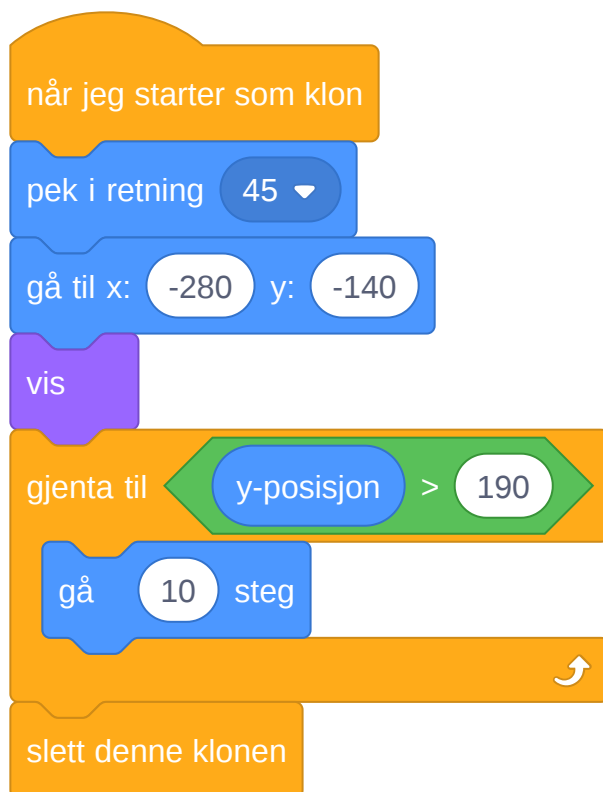 når jeg starter som klon
pek i retning 45
gå til x: -280 y: -140
vis
gjenta til y-posisjon > 190
gå 10 steg
slett denne klonen